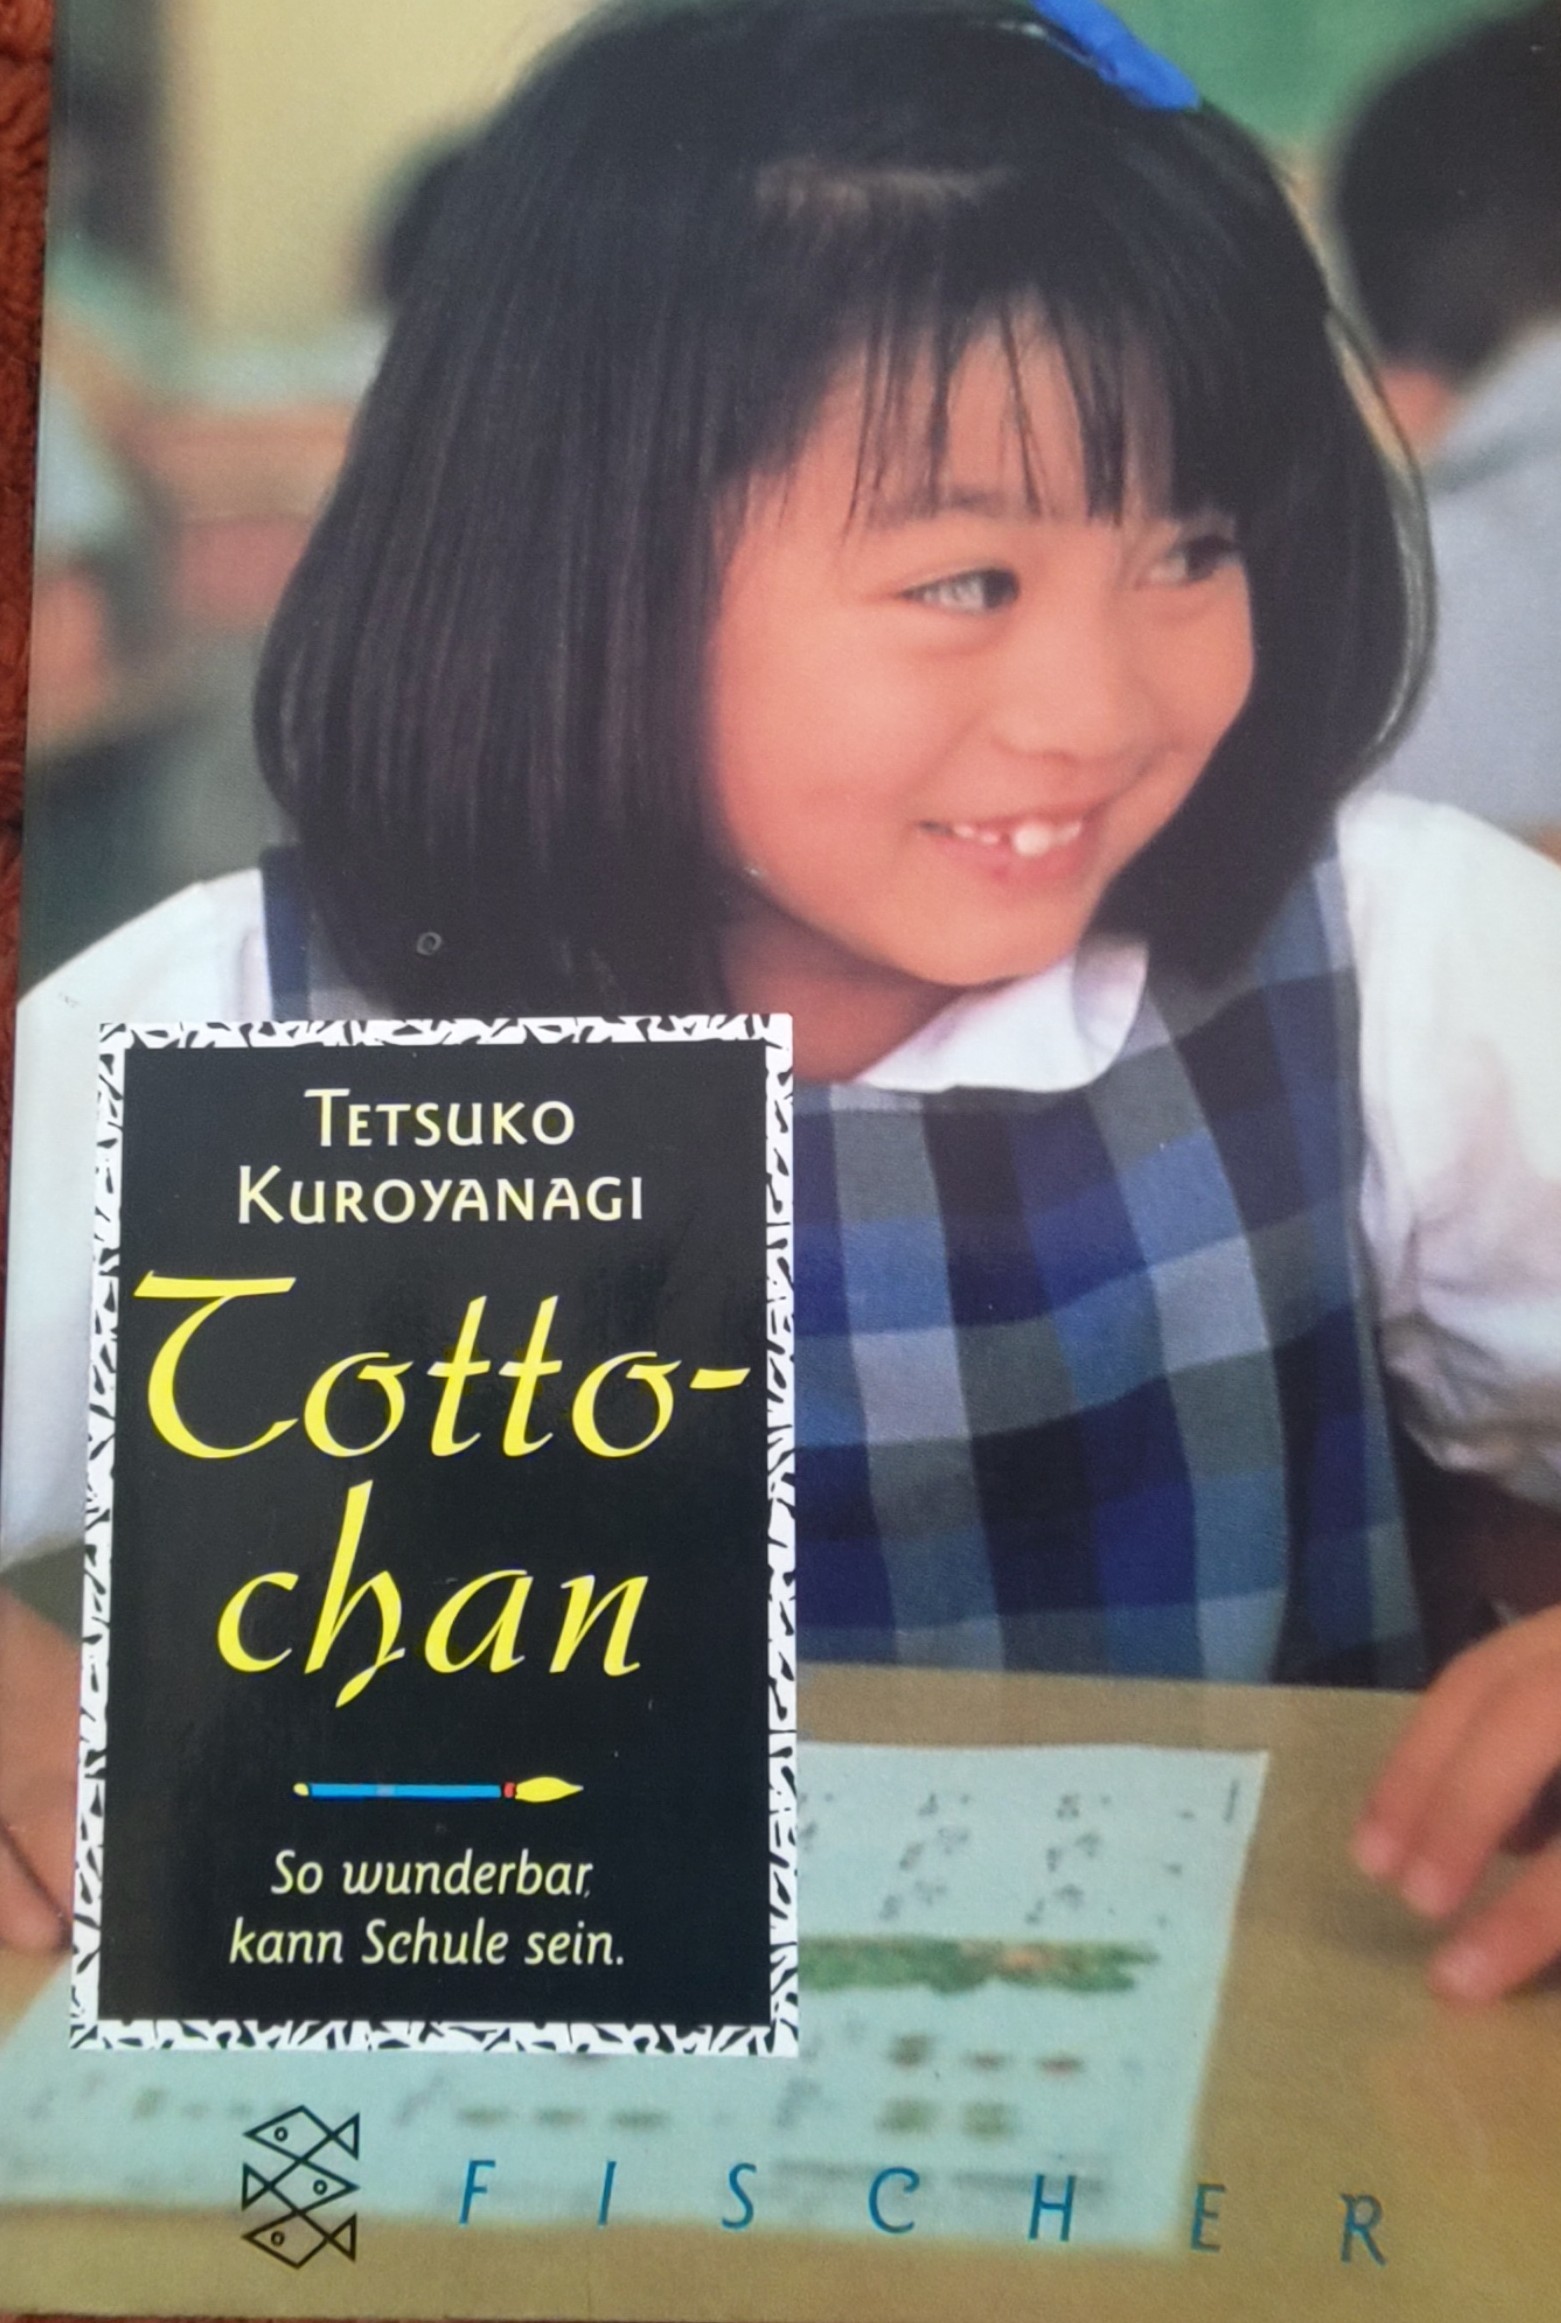 TETSUKO
KUROYANAGI
Totto-
chan
So wunderbar
kann Schule sein.
FISCHER